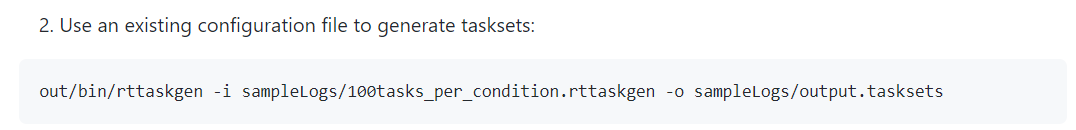 2. Use an existing configuration file to generate tasksets:
out/bin/rttaskgen -i sampleLogs/100tasks_per_condition.rttaskgen -o sampleLogs/output.tasksets